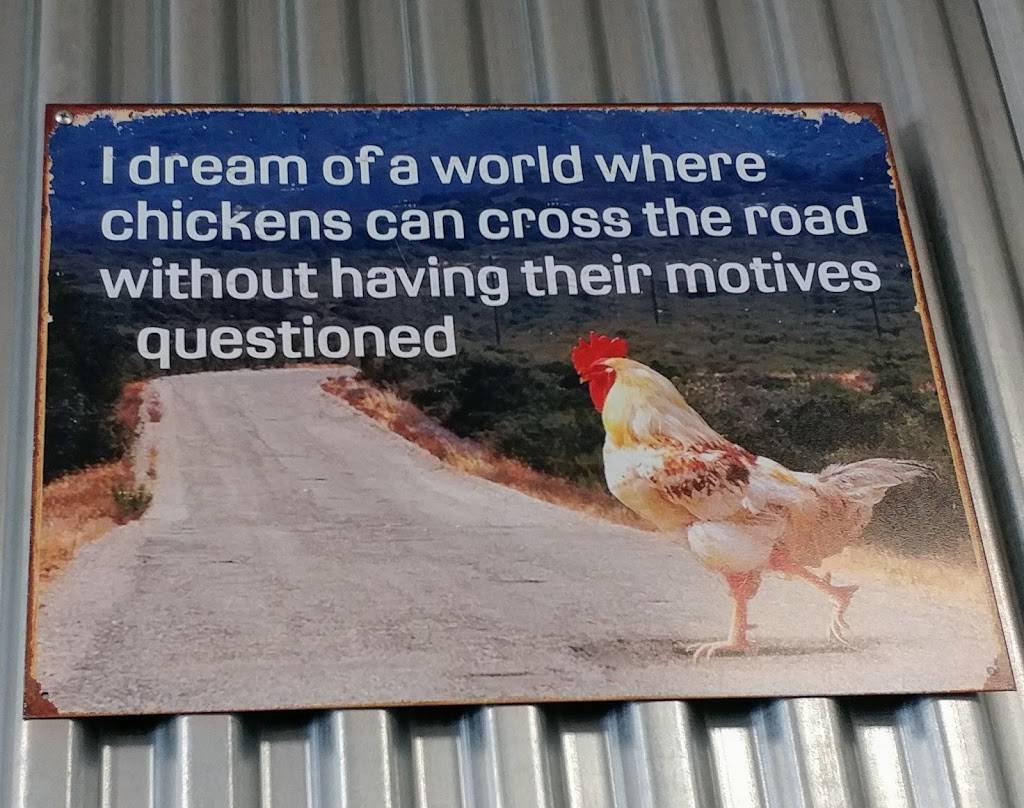 I dream of a world where
chickens can cross the road
without having their motives
questioned